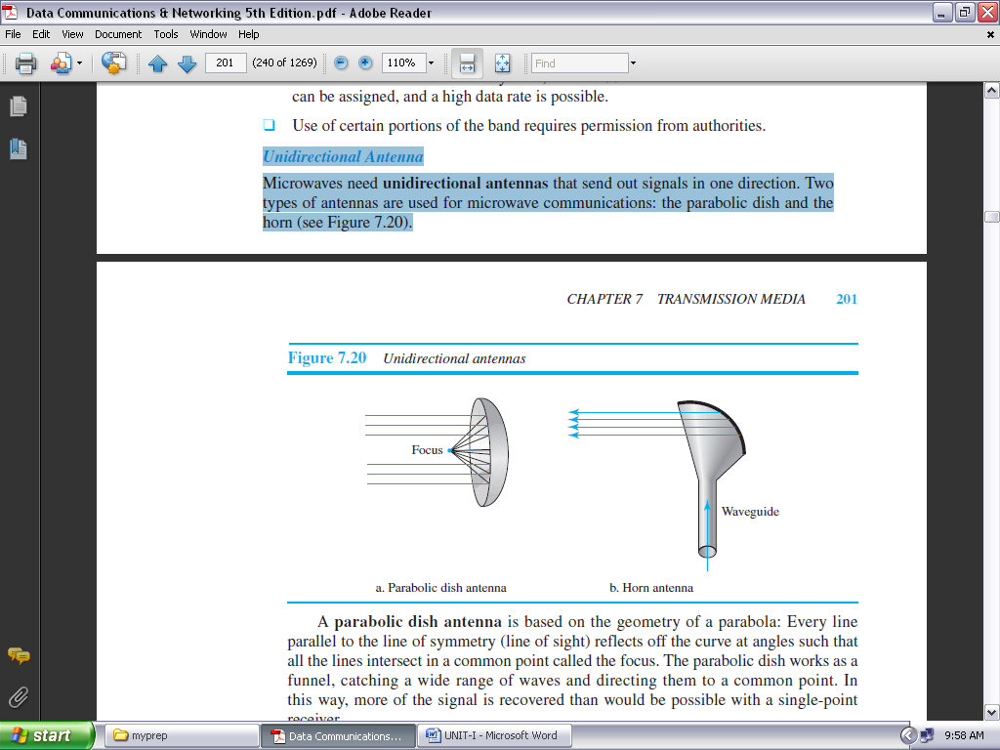 Data Communications & Networking 5th Edition.pdf - Adobe Reader
File Edit View Document Tools Window Help
201 (240 of 1269) 110% Find
can be assigned, and a high data rate is possible.
❑ Use of certain portions of the band requires permission from authorities.
Unidirectional Antenna
Microwaves need unidirectional antennas that send out signals in one direction. Two
types of antennas are used for microwave communications: the parabolic dish and the
horn (see Figure 7.20).
CHAPTER 7 TRANSMISSION MEDIA 201
Figure 7.20 Unidirectional antennas
Focus
Waveguide
a. Parabolic dish antenna b. Horn antenna
A parabolic dish antenna is based on the geometry of a parabola: Every line
parallel to the line of symmetry (line of sight) reflects off the curve at angles such that
all the lines intersect in a common point called the focus. The parabolic dish works as a
funnel, catching a wide range of waves and directing them to a common point. In
this way, more of the signal is recovered than would be possible with a single-point
receiver.
start myprep Data Communications... UNIT-I - Microsoft Word 9:58 AM